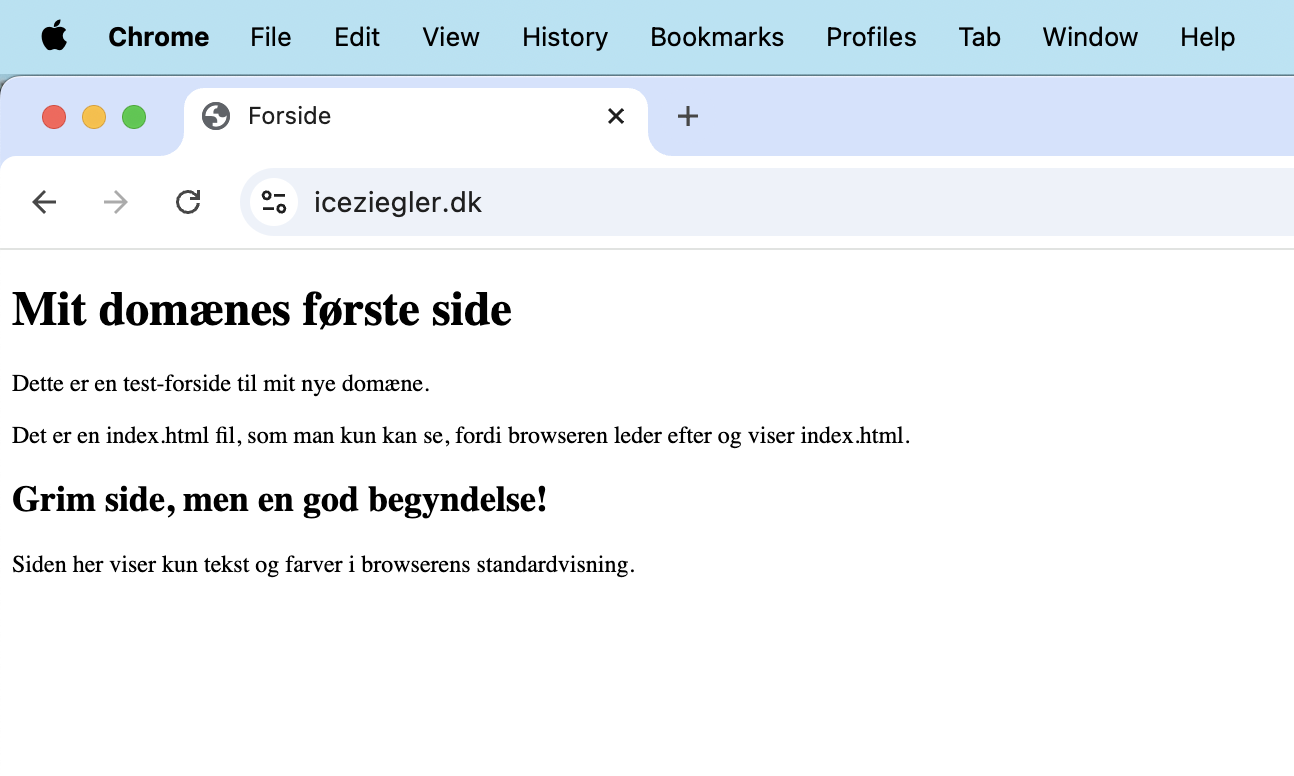 Chrome File Edit View History Bookmarks Profiles Tab Window Help
Forside
iceziegler.dk
Mit domænes første side
Dette er en test-forside til mit nye domæne.
Det er en index.html fil, som man kun kan se, fordi browseren leder efter og viser index.html.
Grim side, men en god begyndelse!
Siden her viser kun tekst og farver i browserens standardvisning.